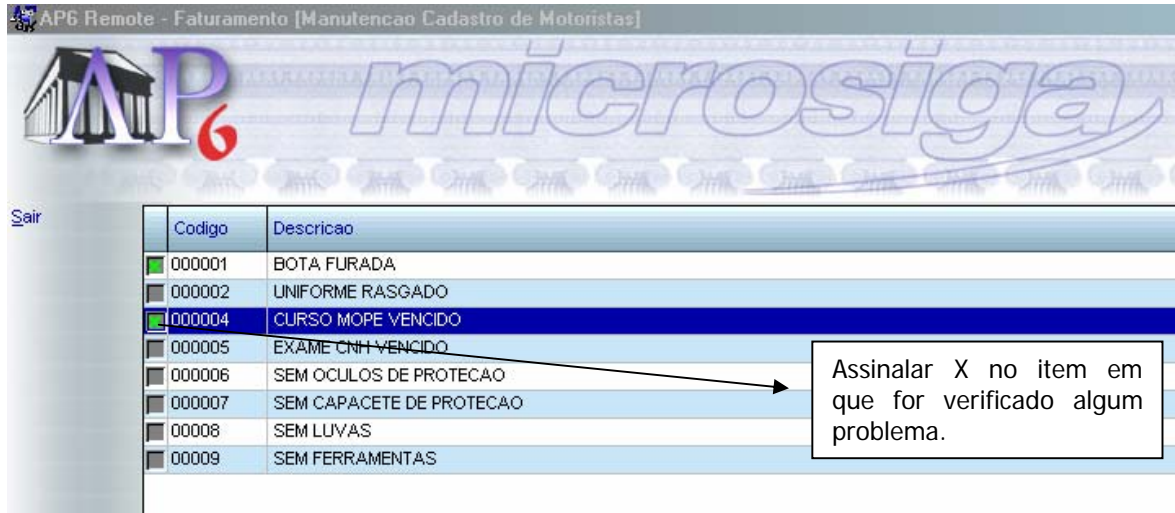 AP6 Remote - Faturamento [Manutencao Cadastro de Motoristas]
AP6
microsiga
Sair
Codigo Descricao
000001 BOTA FURADA
000002 UNIFORME RASGADO
000004 CURSO MOPE VENCIDO
000005 EXAME CNH VENCIDO
000006 SEM OCULOS DE PROTECAO
000007 SEM CAPACETE DE PROTECAO
00008 SEM LUVAS
00009 SEM FERRAMENTAS
Assinalar X no item em
que for verificado algum
problema.